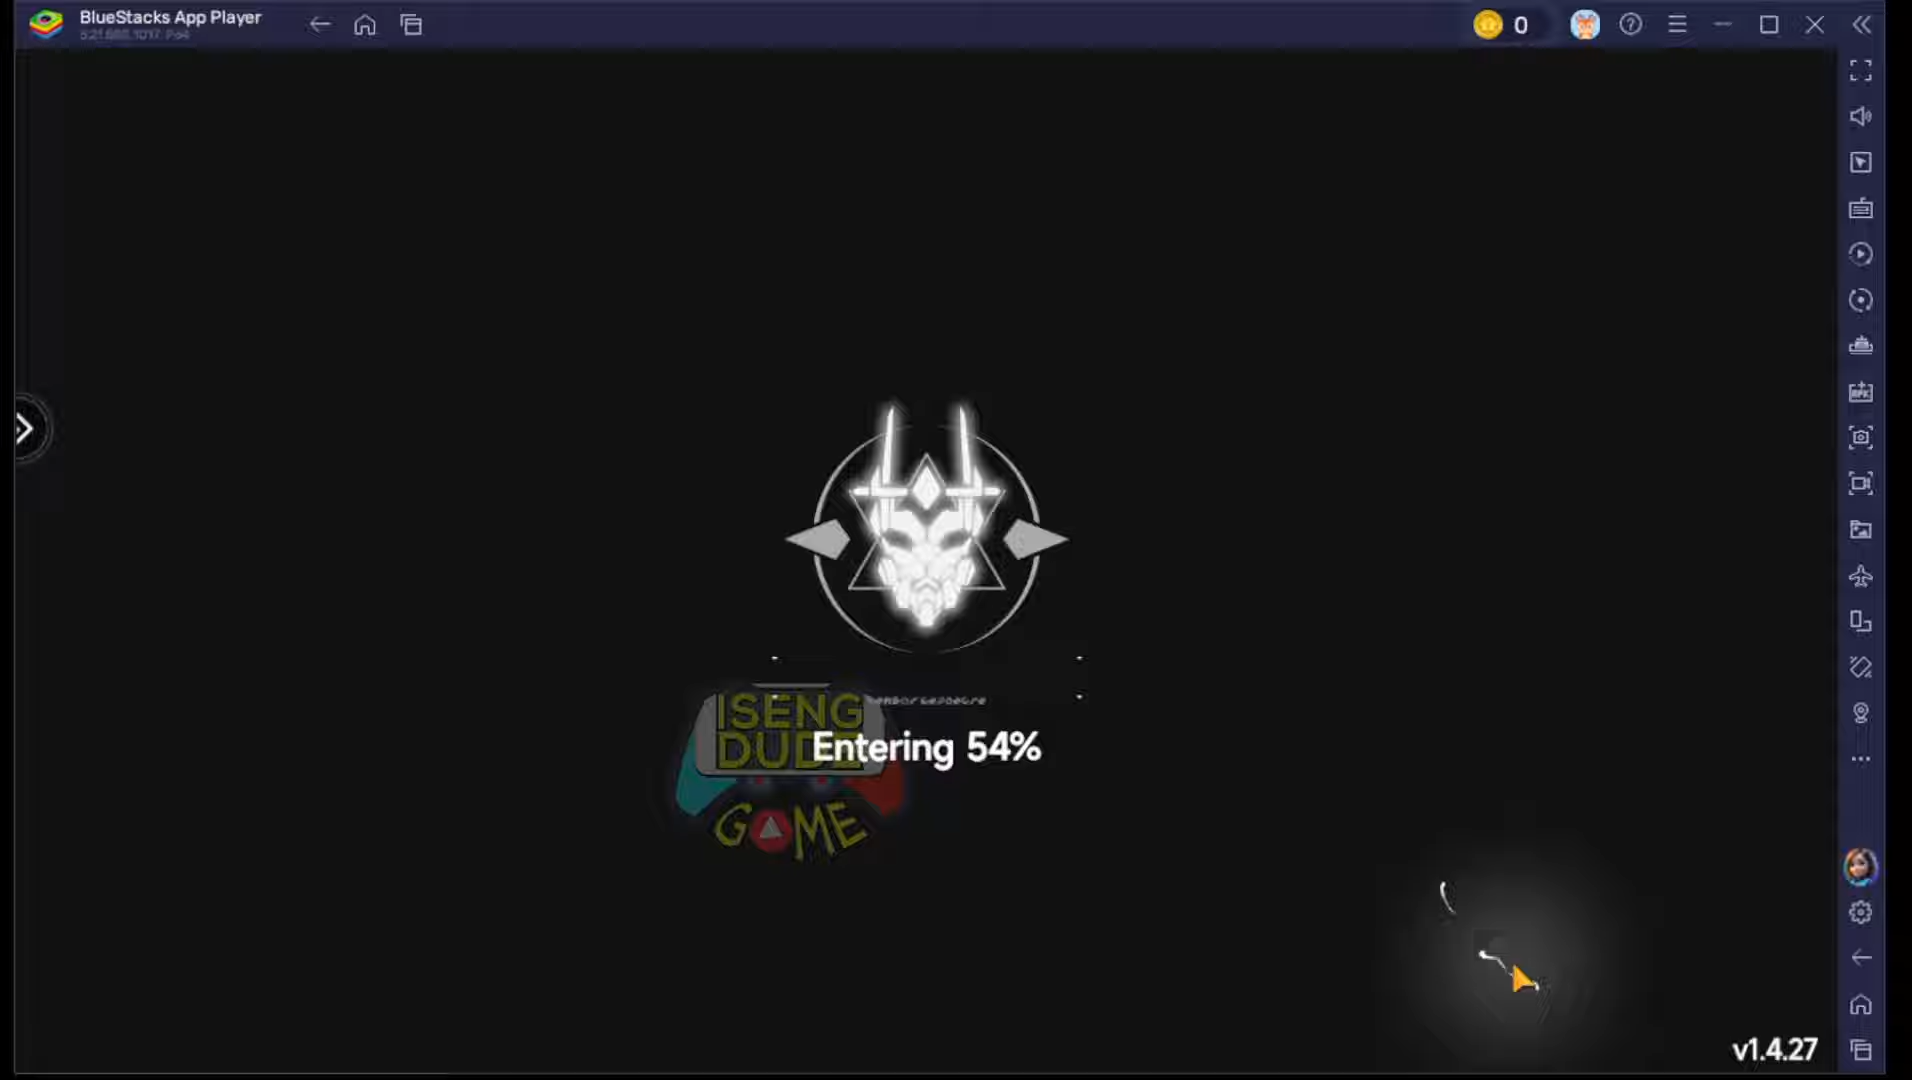 BlueStacks App Player
0
ISENG
DUDE
Entering 54%
GAME
v1.4.27